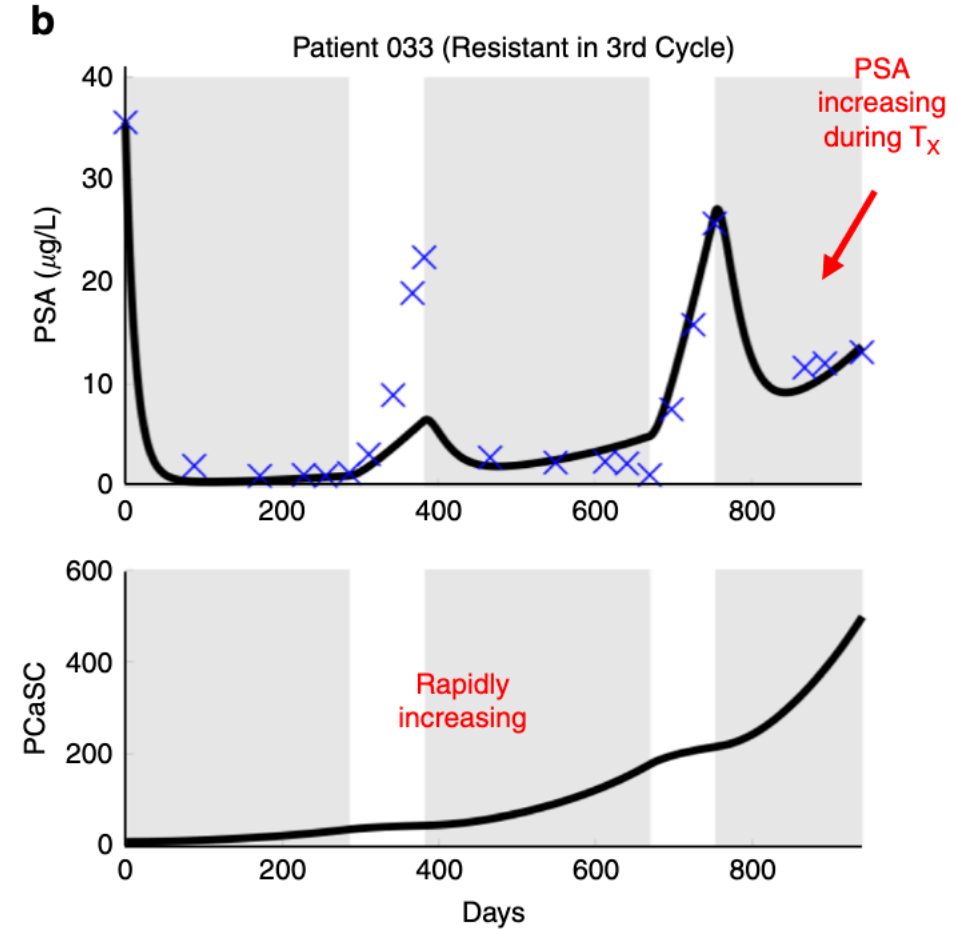 b
Patient 033 (Resistant in 3rd Cycle)
PSA
increasing
during Tx
40
30
20
10
0
PSA (μg/L)
0 200 400 600 800
600
400
200
0
PCaSC
Rapidly
increasing
0 200 400 600 800
Days